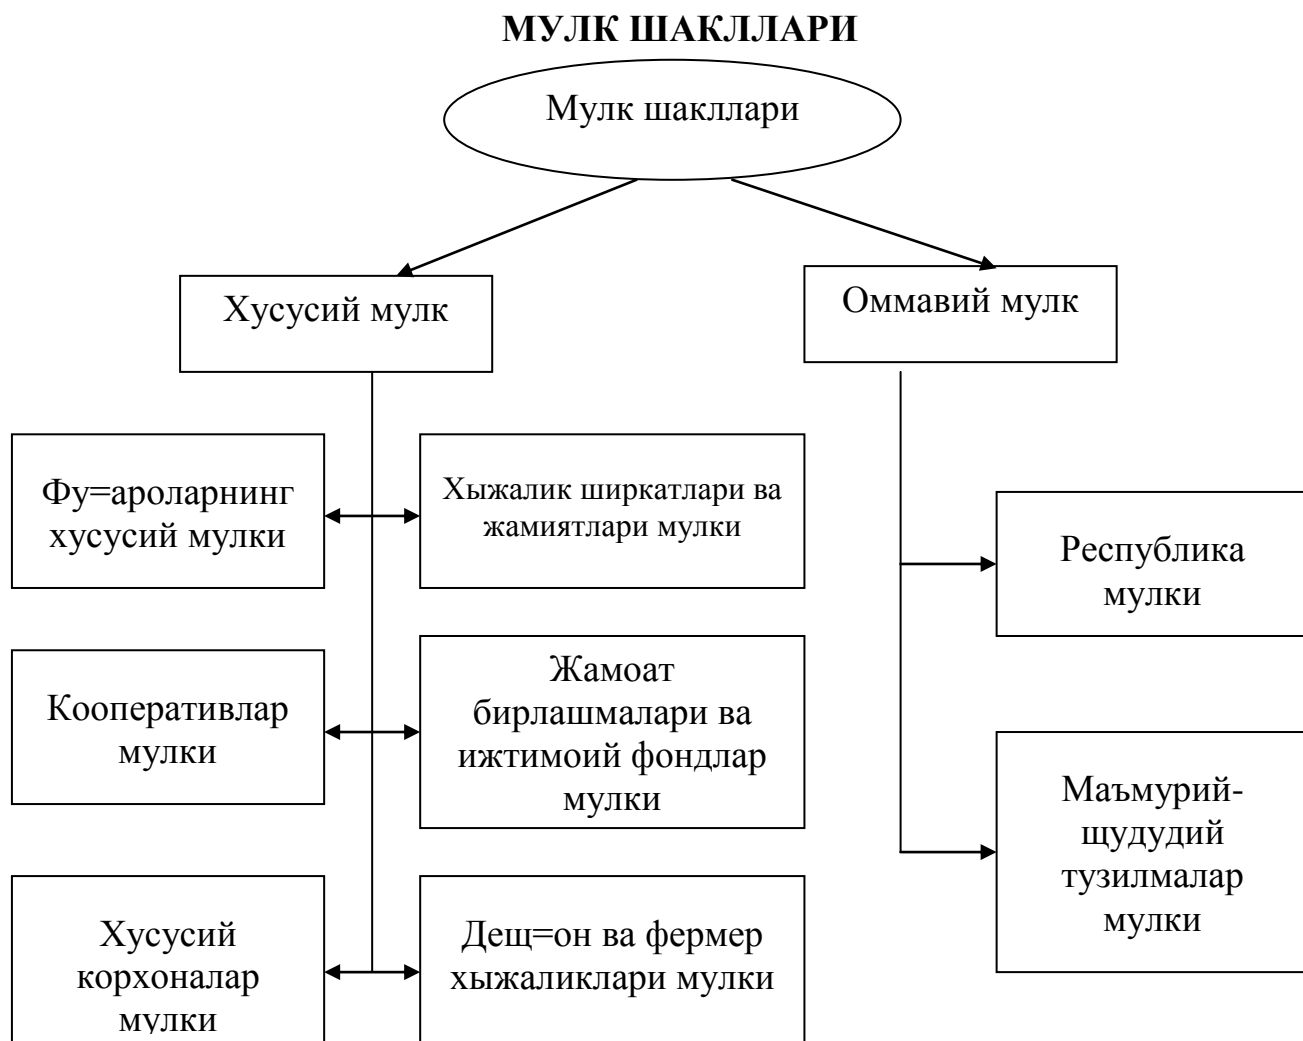 МУЛК ШАКЛЛАРИ
Мулк шакллари
Хусусий мулк
Оммавий мулк
Фу=ароларнинг
хусусий мулки
Хыжалик ширкатлари ва
жамиятлари мулки
Республика
мулки
Кооперативлар
мулки
Жамоат
бирлашмалари ва
ижтимоий фондлар
мулки
Маъмурий-
щудудий
тузилмалар
мулки
Хусусий
корхоналар
мулки
Дещ=он ва фермер
хыжаликлари мулки